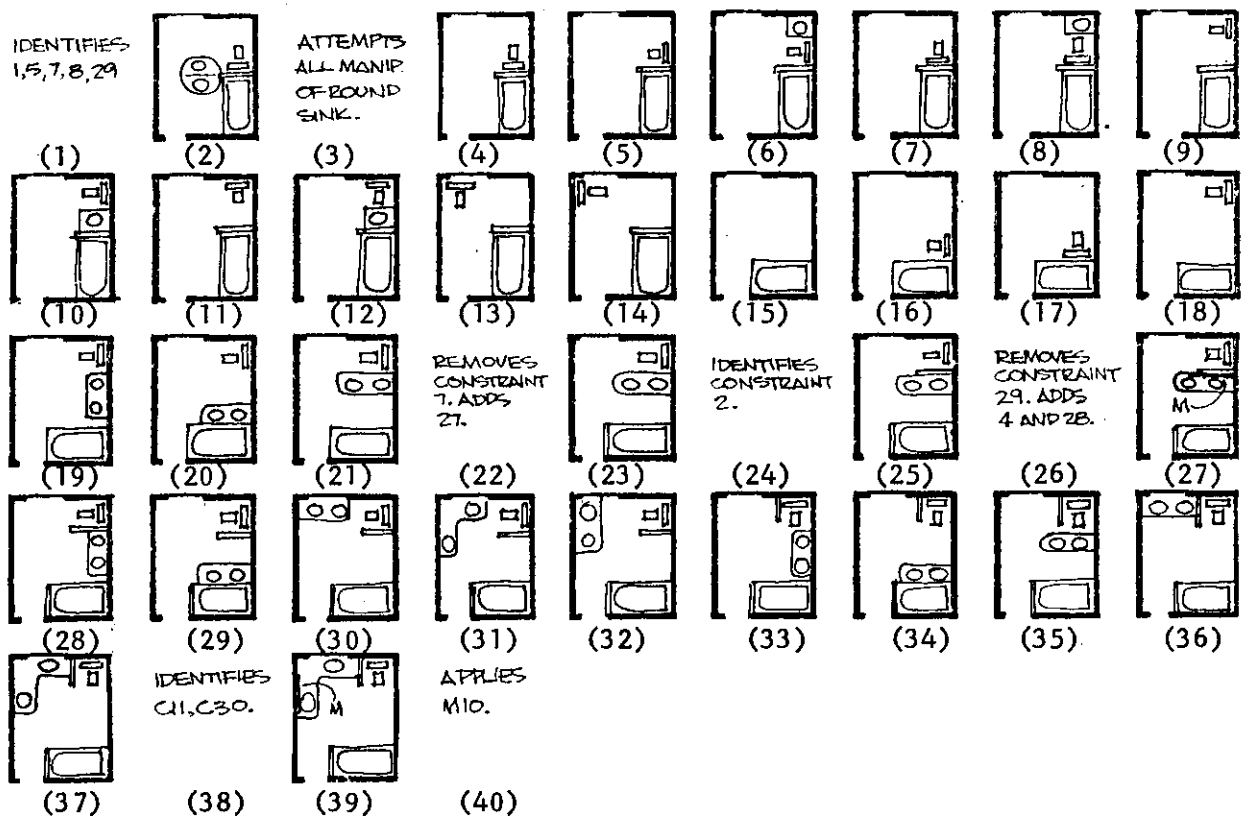 IDENTIFIES
1,5,7,8,29
ATTEMPTS
ALL MANIP.
OF ROUND
SINK.
(1) (2) (3) (4) (5) (6) (7) (8) (9)
(10) (11) (12) (13) (14) (15) (16) (17) (18)
REMOVES
CONSTRAINT
7. ADDS
27.
IDENTIFIES
CONSTRAINT
2.
REMOVES
CONSTRAINT
29. ADDS
4 AND 28.
M
(19) (20) (21) (22) (23) (24) (25) (26) (27)
(28) (29) (30) (31) (32) (33) (34) (35) (36)
IDENTIFIES
C11, C30.
M
APPLIES
M10.
(37) (38) (39) (40)